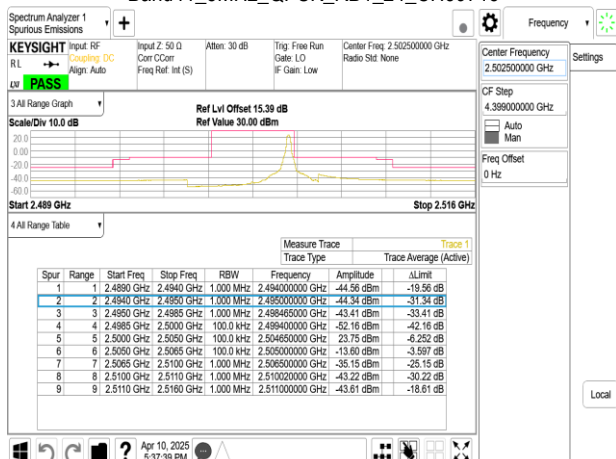 Spectrum Analyzer 1
Spurious Emissions
Frequency
KEYSIGHT Input: RF Input Z: 50 Ω Atten: 30 dB Trig: Free Run Center Freq: 2.502500000 GHz
RL Coupling: DC Corr CCorr Gate: LO Radio Std: None
Align: Auto Freq Ref: Int (S) IF Gain: Low
LXI PASS
Center Frequency
2.502500000 GHz
Settings
CF Step
4.399000000 GHz
Auto
Man
Freq Offset
0 Hz
3 All Range Graph
Ref Lvl Offset 15.39 dB
Scale/Div 10.0 dB Ref Value 30.00 dBm
20.0
0.00
-20.0
-40.0
-60.0
Start 2.489 GHz Stop 2.516 GHz
4 All Range Table
Measure Trace Trace 1
Trace Type Trace Average (Active)
Spur Range Start Freq Stop Freq RBW Frequency Amplitude ΔLimit
1 1 2.4890 GHz 2.4940 GHz 1.000 MHz 2.494000000 GHz -44.56 dBm -19.56 dB
2 2 2.4940 GHz 2.4950 GHz 1.000 MHz 2.495000000 GHz -44.34 dBm -31.34 dB
3 3 2.4950 GHz 2.4985 GHz 1.000 MHz 2.498465000 GHz -43.41 dBm -33.41 dB
4 4 2.4985 GHz 2.5000 GHz 100.0 kHz 2.499400000 GHz -52.16 dBm -42.16 dB
5 5 2.5000 GHz 2.5050 GHz 100.0 kHz 2.504650000 GHz 23.75 dBm -6.252 dB
6 6 2.5050 GHz 2.5065 GHz 100.0 kHz 2.505000000 GHz -13.60 dBm -3.597 dB
7 7 2.5065 GHz 2.5100 GHz 1.000 MHz 2.506500000 GHz -35.15 dBm -25.15 dB
8 8 2.5100 GHz 2.5110 GHz 1.000 MHz 2.510020000 GHz -43.22 dBm -30.22 dB
9 9 2.5110 GHz 2.5160 GHz 1.000 MHz 2.511000000 GHz -43.61 dBm -18.61 dB
Local
Apr 10, 2025
5:37:39 PM